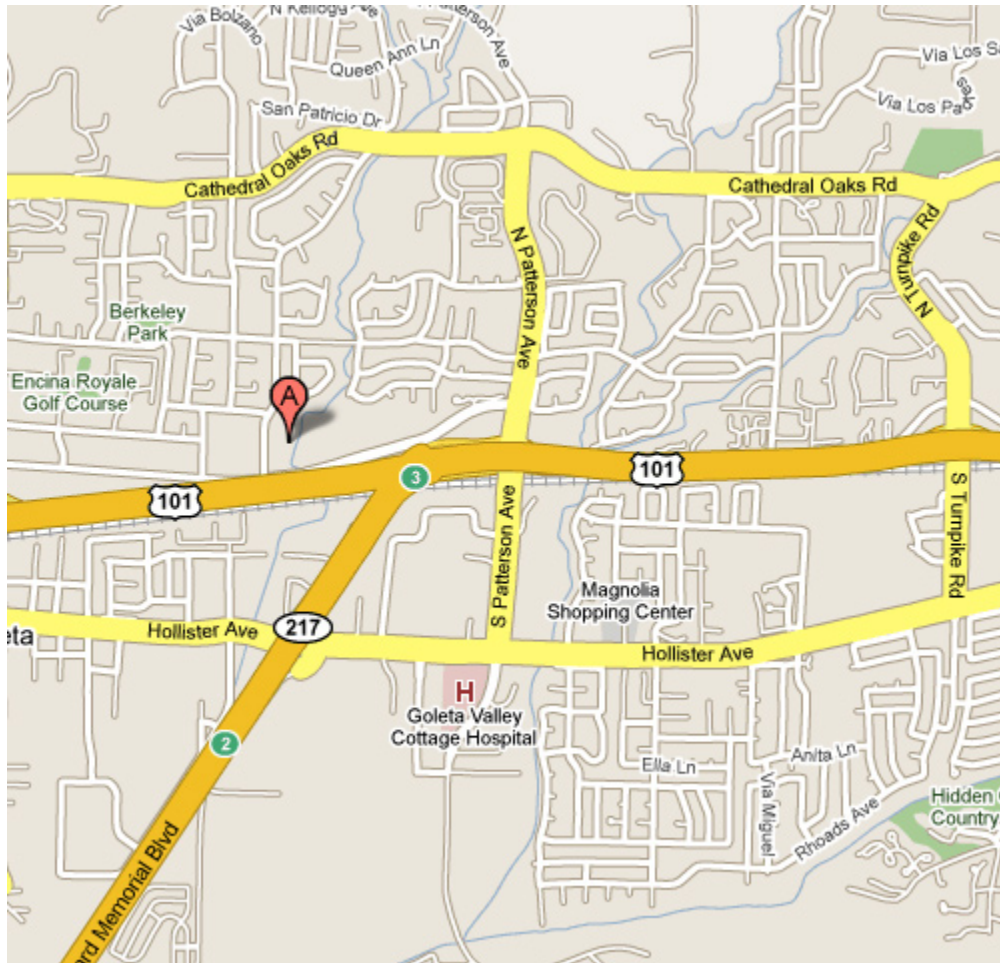 N Kellogg Ave
Via Bolzano
Patterson Ave
Queen Ann Ln
Via Los Sa
Via Los Pa
res
San Patricio Dr
Cathedral Oaks Rd
Cathedral Oaks Rd
N Turnpike Rd
N Patterson Ave
Berkeley
Park
Encina Royale
Golf Course
A
3
101
101
S Patterson Ave
S Turnpike Rd
Magnolia
Shopping Center
eta
Hollister Ave
217
Hollister Ave
H
Goleta Valley
Cottage Hospital
2
Ella Ln
Anita Ln
Via Miguel
Rhoads Ave
Hidden
Country
ard Memorial Blvd